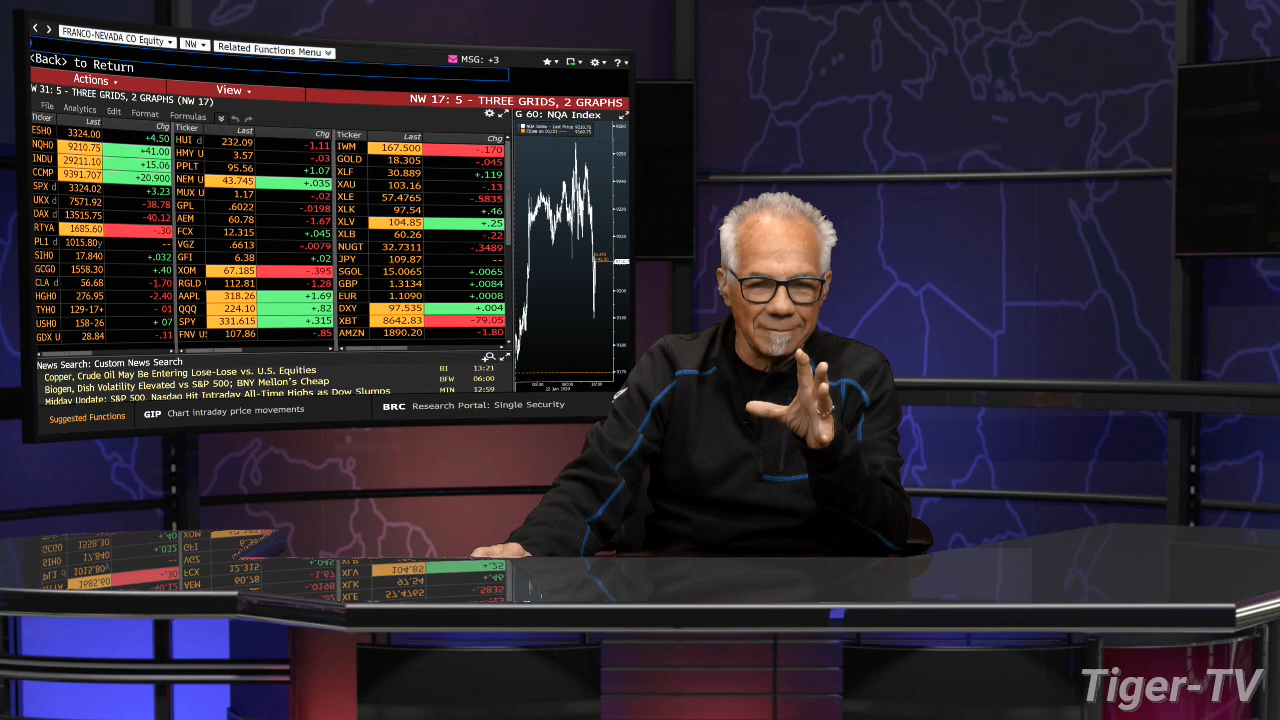 FRANCO-NEVADA CO Equity NW Related Functions Menu
MSG: +3
<Back> to Return
Actions View NW 17: 5 - THREE GRIDS, 2 GRAPHS
W 31: 5 - THREE GRIDS, 2 GRAPHS (NW 17)
G 60: NQA Index
File Analytics Edit Format Formulas
Ticker Last Chg
ESH0 3324.00 +4.50
NQH0 9210.75 +41.00
INDU 29211.10 +15.06
CCMP 9391.707 +20.900
SPX d 3324.02 +3.23
UKX d 7571.92 -38.78
DAX d 13515.75 -40.12
RTYA 1685.60 -.30
PL1 d 1015.80y --
SIH0 17.840 +.032
GCG0 1558.30 +.40
CLA d 56.68 -1.70
HGH0 276.95 -2.40
TYH0 129-17+ - 01
USH0 158-26 + 07
GDX U 28.84 -.11
Ticker Last Chg
HUI d 232.09 -1.11
HMY U 3.57 -.03
PPLT 95.56 +1.07
NEM U 43.745 +.035
MUX U 1.17 -.02
GPL .6022 -.0198
AEM 60.78 -1.67
FCX 12.315 +.045
VGZ .6613 -.0079
GFI 6.38 +.02
XOM 67.185 -.395
RGLD 112.81 -1.28
AAPL 318.26 +1.69
QQQ 224.10 +.82
SPY 331.615 +.315
FNV U 107.86 -.85
Ticker Last Chg
IWM 167.500 -.170
GOLD 18.305 -.045
XLF 30.889 +.119
XAU 103.16 -.13
XLE 57.4765 -.5835
XLK 97.54 +.46
XLV 104.85 +.25
XLB 60.26 -.22
NUGT 32.7311 -.3489
JPY 109.87 --
SGOL 15.0065 +.0065
GBP 1.3134 +.0084
EUR 1.1090 +.0008
DXY 97.535 +.004
XBT 8642.83 -79.05
AMZN 1890.20 -1.80
22 Jan 2020
News Search: Custom News Search
Copper, Crude Oil May Be Entering Lose-Lose vs. U.S. Equities BI 13:21
Biogen, Dish Volatility Elevated vs S&P 500; BNY Mellon's Cheap BFW 06:00
Midday Update: S&P 500, Nasdaq Hit Intraday All-Time Highs as Dow Slumps MTN 12:59
Suggested Functions GIP Chart intraday price movements BRC Research Portal: Single Security
Tiger-TV